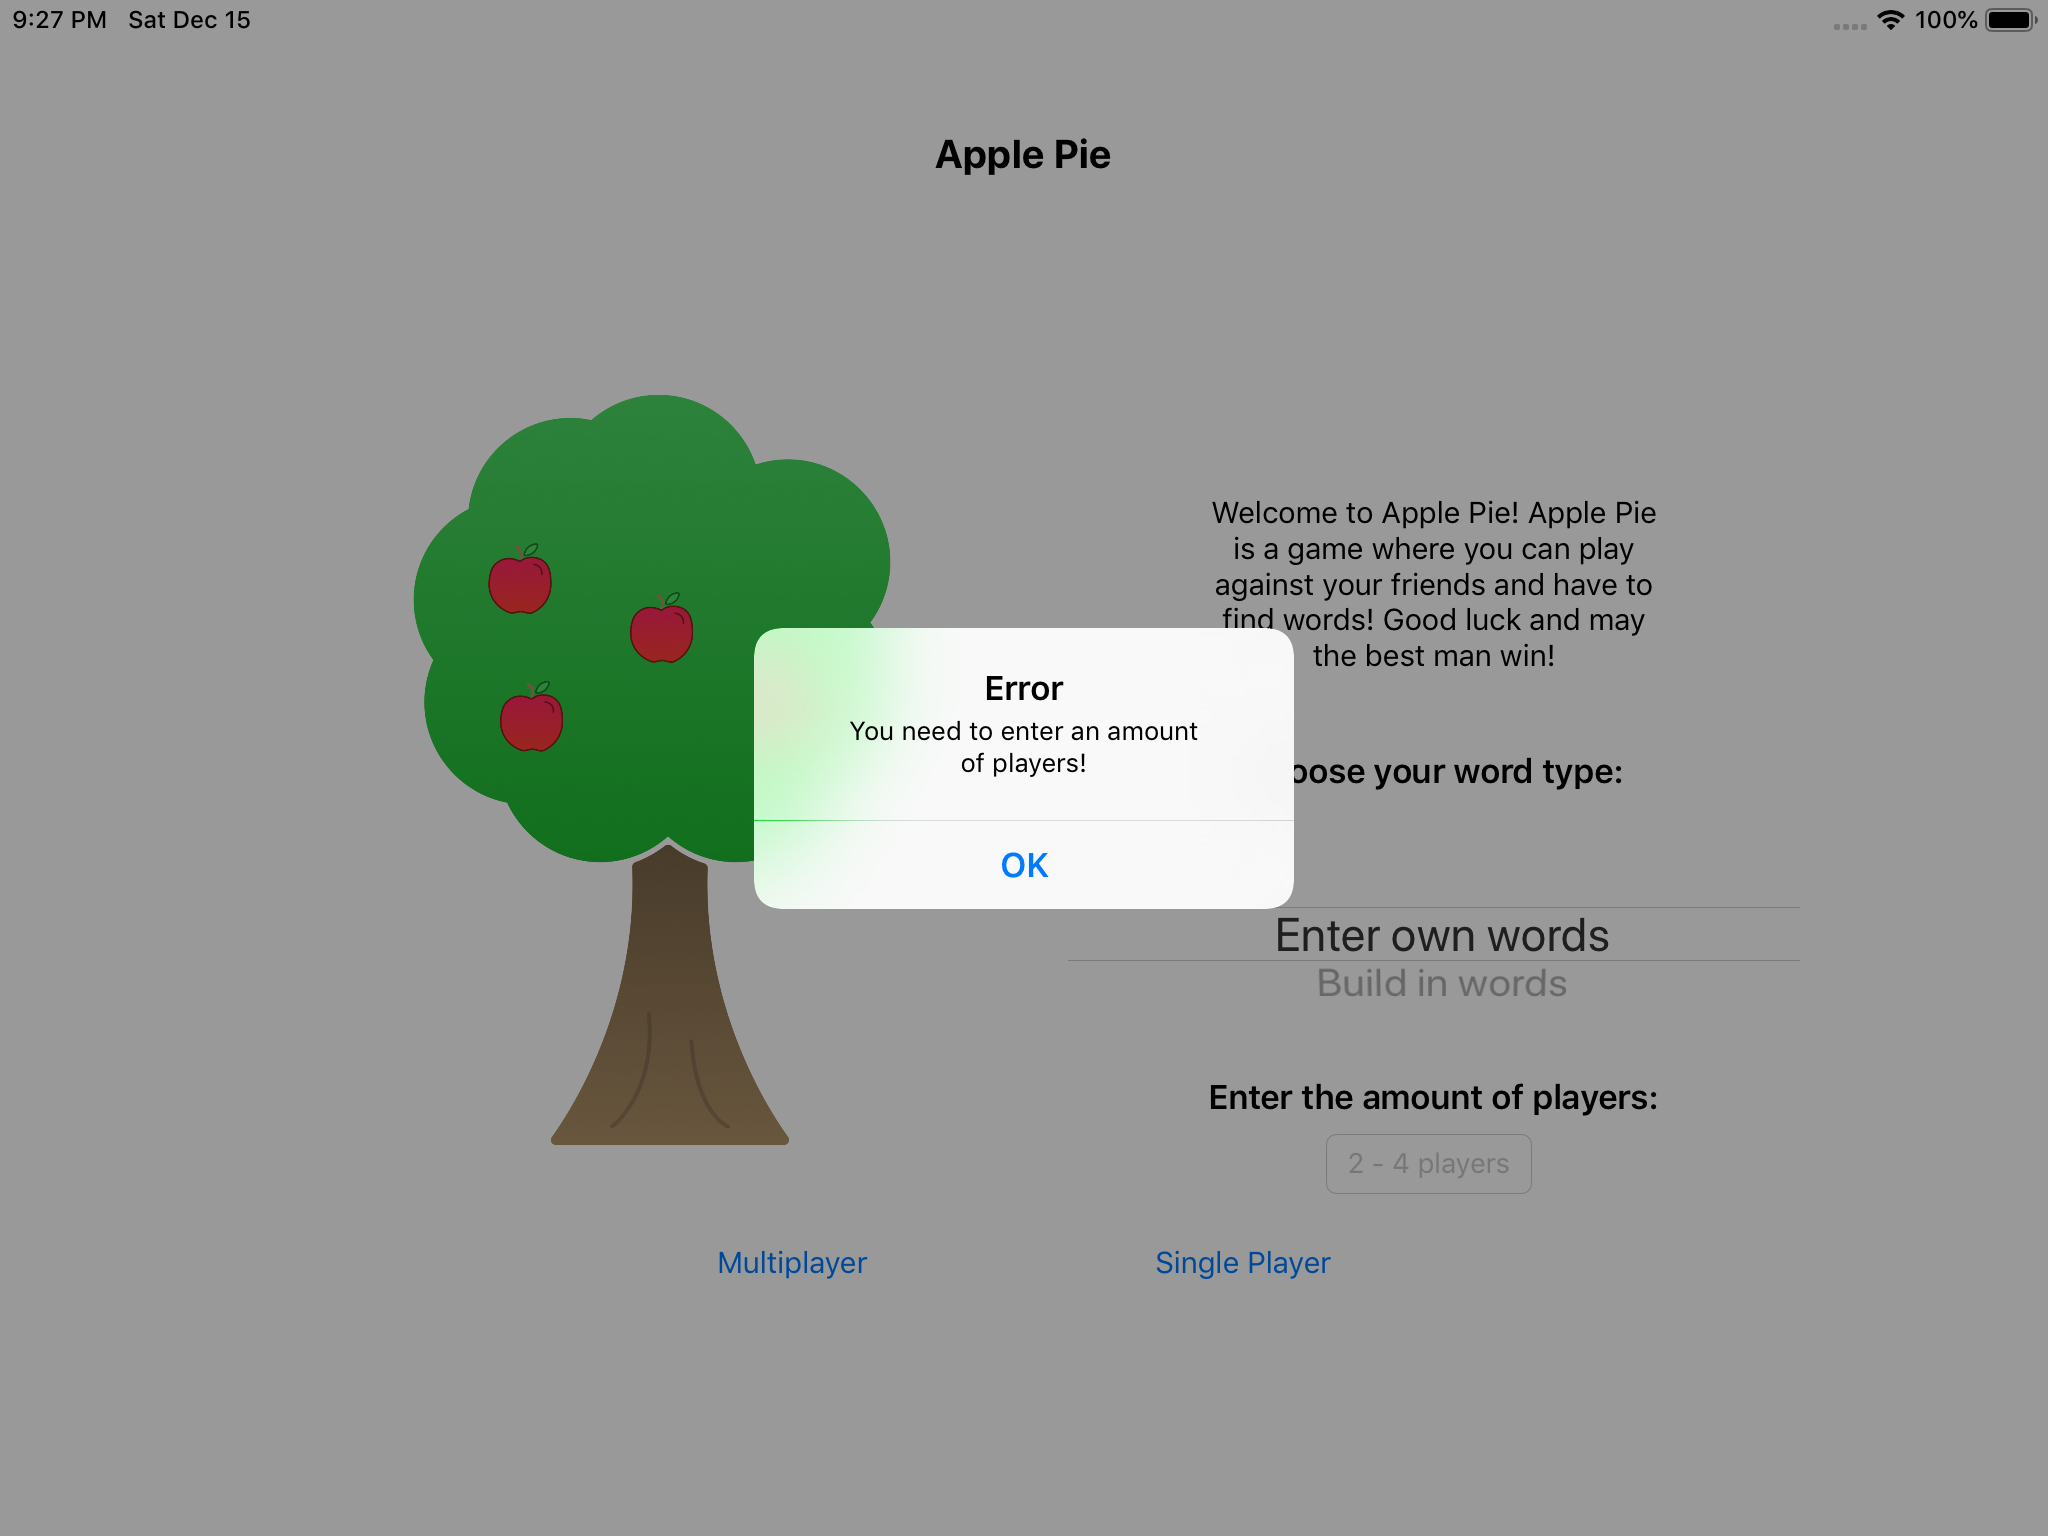 9:27 PM Sat Dec 15
100%
Apple Pie
Welcome to Apple Pie! Apple Pie
is a game where you can play
against your friends and have to
find words! Good luck and may
the best man win!
Error
You need to enter an amount
of players!
OK
your word type:
Enter own words
Build in words
Enter the amount of players:
2 - 4 players
Multiplayer
Single Player